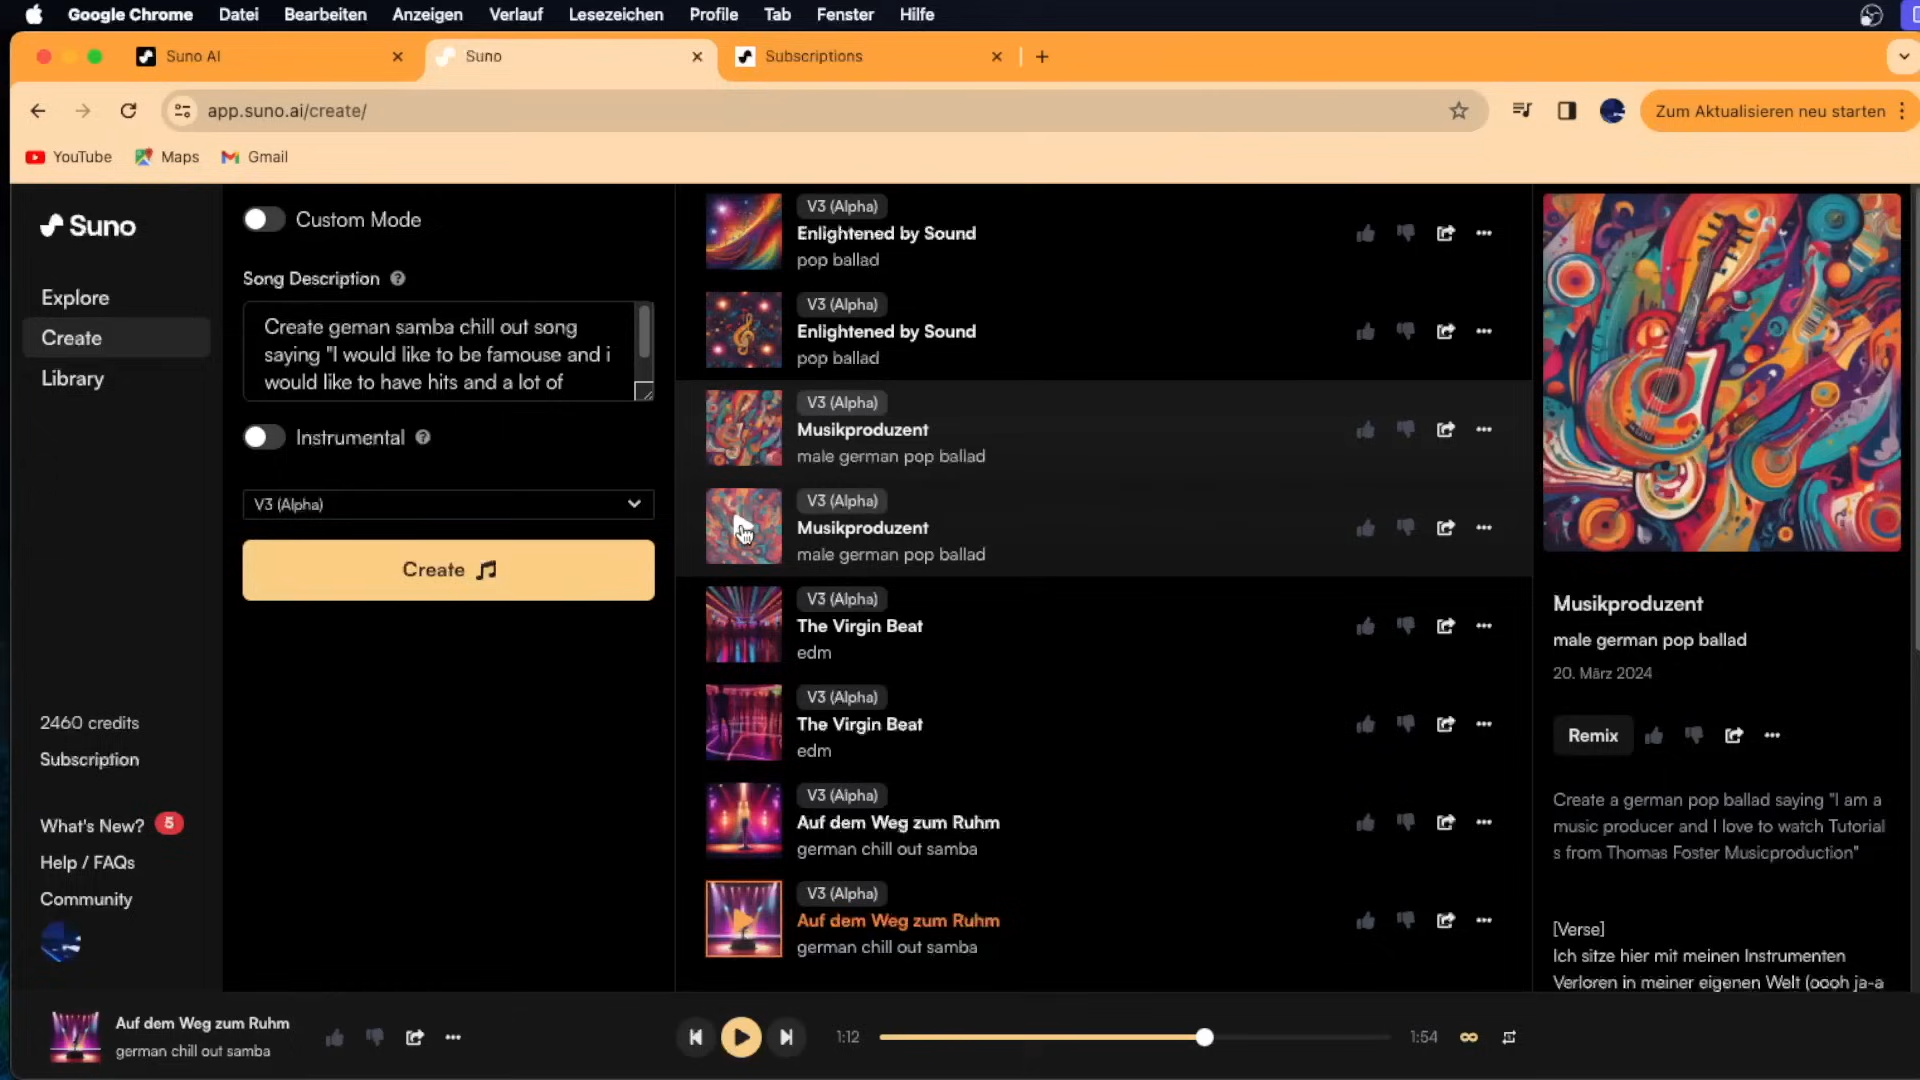 Google Chrome Datei Bearbeiten Anzeigen Verlauf Lesezeichen Profile Tab Fenster Hilfe
Suno AI
Suno
Subscriptions
app.suno.ai/create/
Zum Aktualisieren neu starten
YouTube
Maps
Gmail
Suno
Explore
Create
Library
2460 credits
Subscription
What's New? 5
Help / FAQs
Community
Custom Mode
Song Description
Create geman samba chill out song
saying "I would like to be famouse and i
would like to have hits and a lot of
Instrumental
V3 (Alpha)
Create
V3 (Alpha)
Enlightened by Sound
pop ballad
V3 (Alpha)
Enlightened by Sound
pop ballad
V3 (Alpha)
Musikproduzent
male german pop ballad
V3 (Alpha)
Musikproduzent
male german pop ballad
V3 (Alpha)
The Virgin Beat
edm
V3 (Alpha)
The Virgin Beat
edm
V3 (Alpha)
Auf dem Weg zum Ruhm
german chill out samba
V3 (Alpha)
Auf dem Weg zum Ruhm
german chill out samba
Musikproduzent
male german pop ballad
20. März 2024
Remix
Create a german pop ballad saying "I am a
music producer and I love to watch Tutorial
s from Thomas Foster Musicproduction"
[Verse]
Ich sitze hier mit meinen Instrumenten
Verloren in meiner eigenen Welt (oooh ja-a
Auf dem Weg zum Ruhm
german chill out samba
1:12
1:54